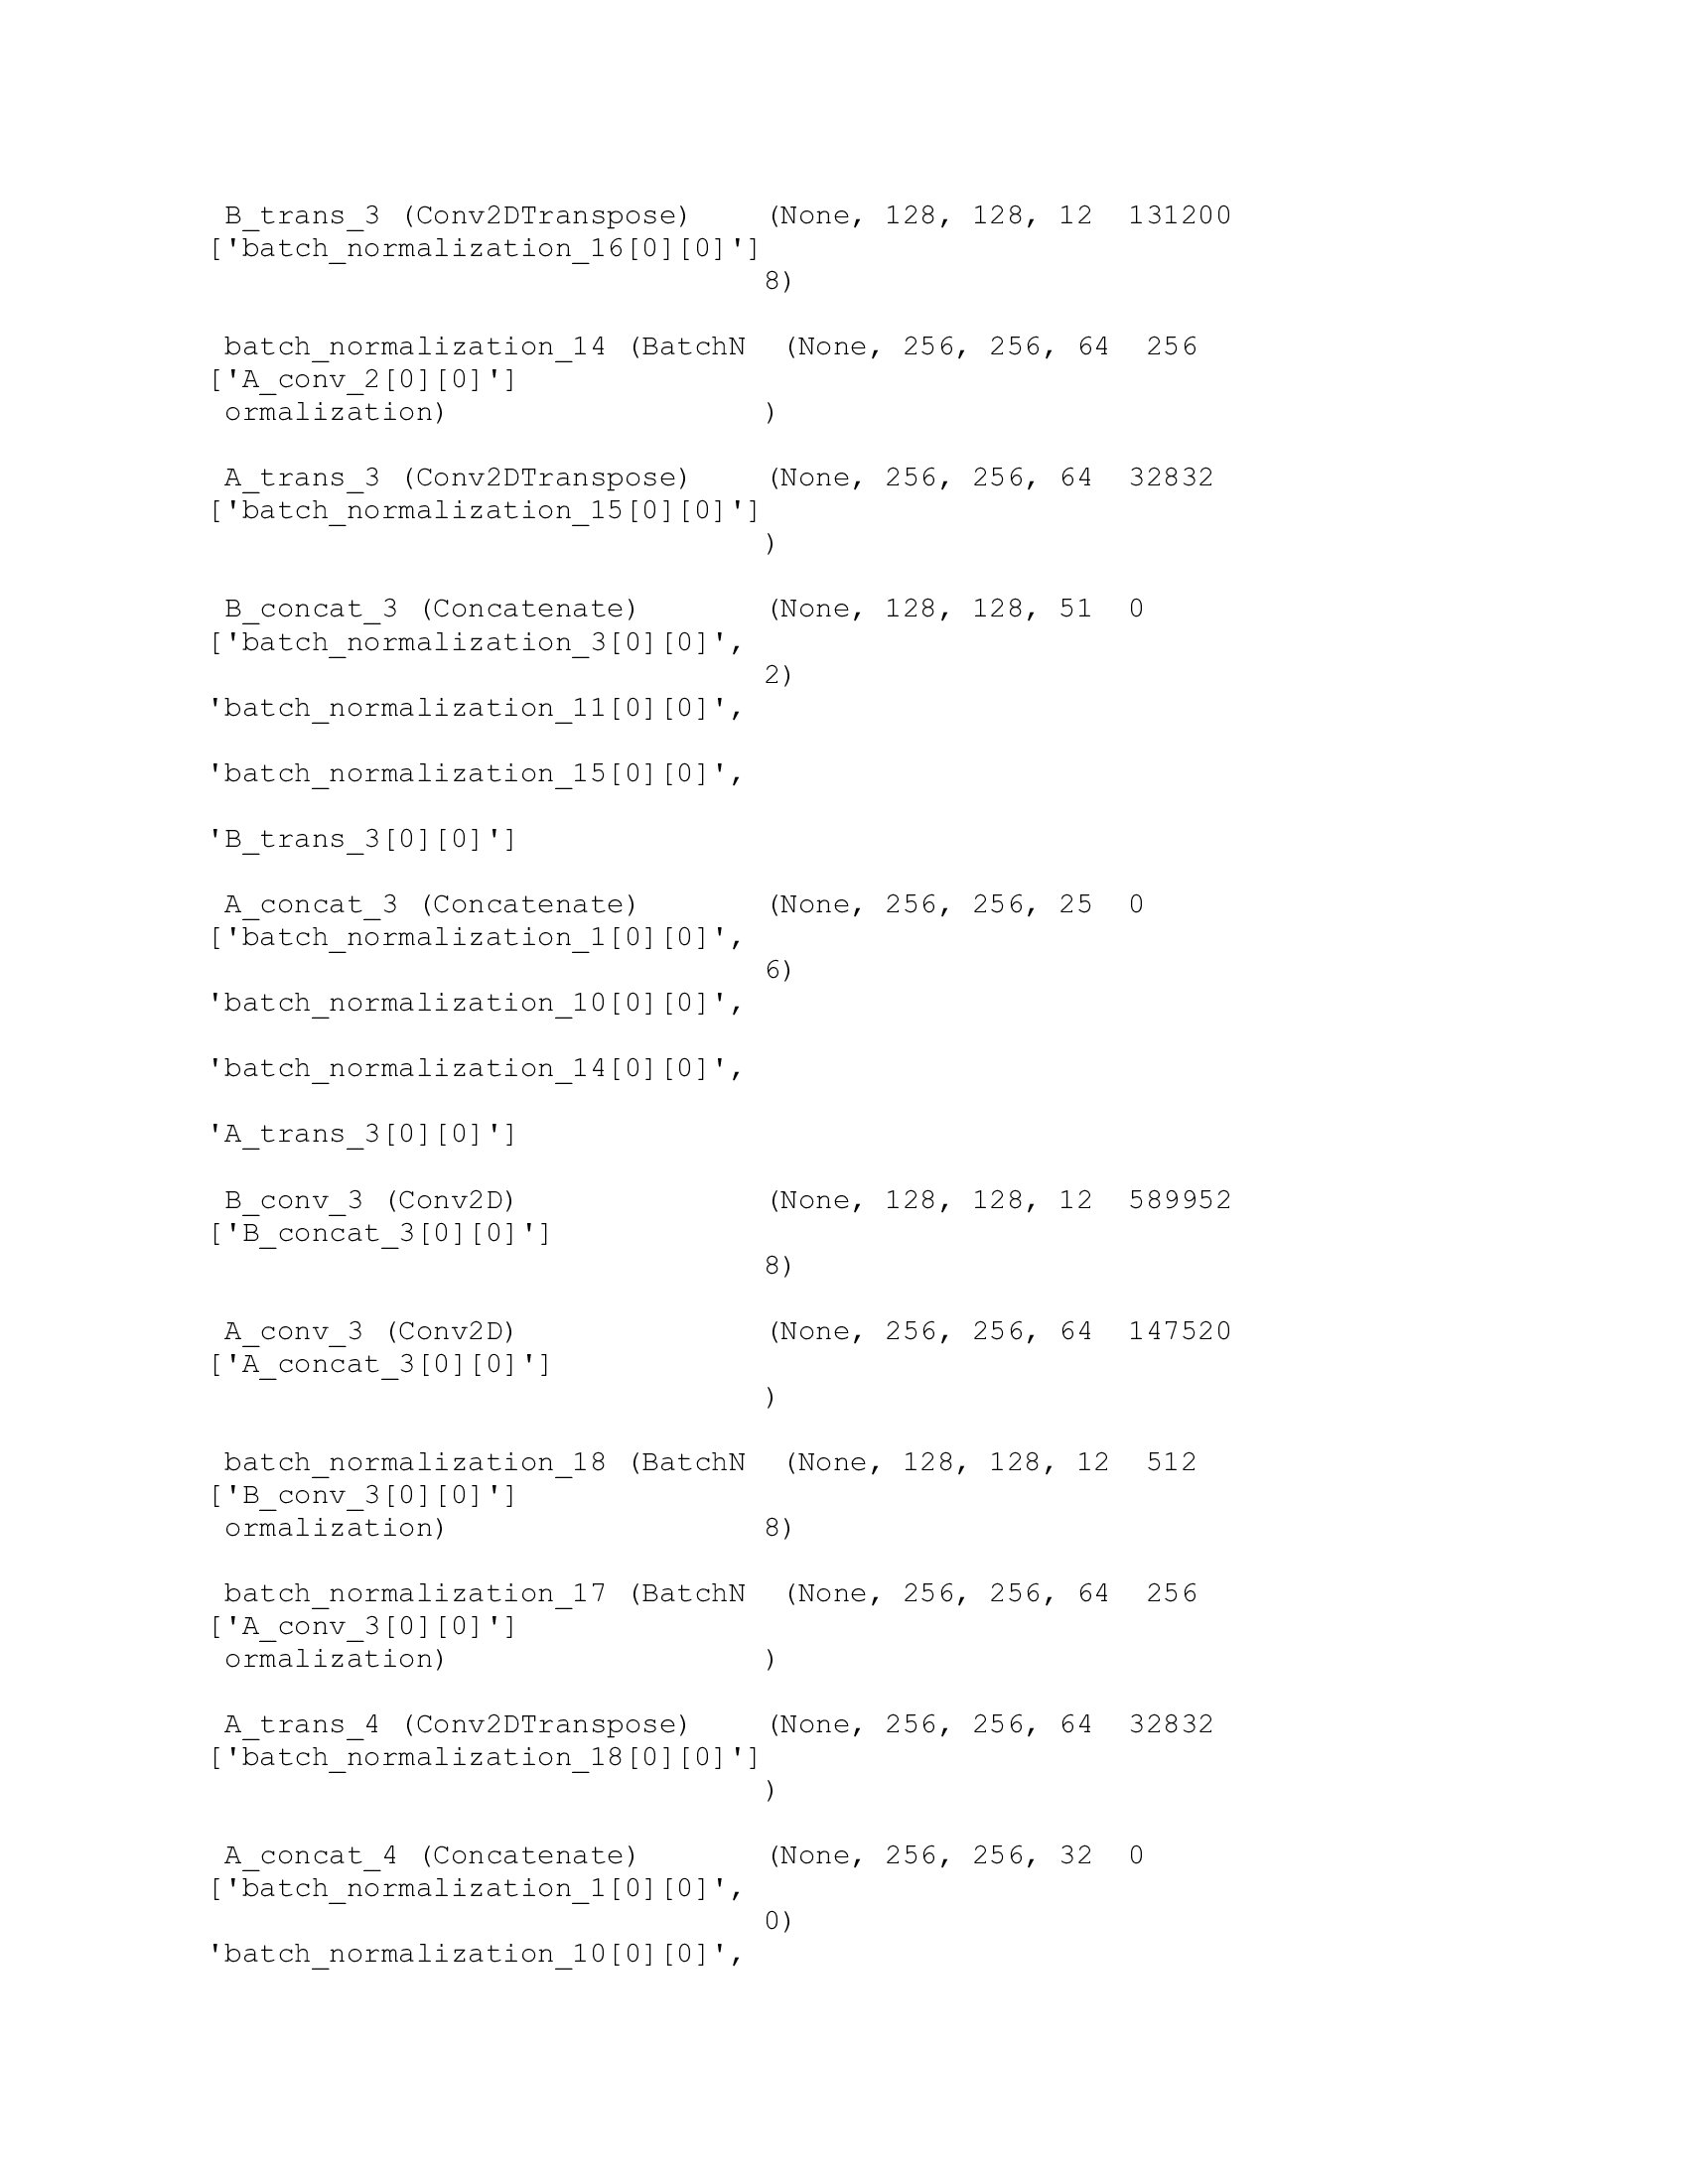 B_trans_3 (Conv2DTranspose) (None, 128, 128, 12 131200
['batch_normalization_16[0][0]']
8)
batch_normalization_14 (BatchN (None, 256, 256, 64 256
['A_conv_2[0][0]']
ormalization) )
A_trans_3 (Conv2DTranspose) (None, 256, 256, 64 32832
['batch_normalization_15[0][0]']
)
B_concat_3 (Concatenate) (None, 128, 128, 51 0
['batch_normalization_3[0][0]',
2)
'batch_normalization_11[0][0]',
'batch_normalization_15[0][0]',
'B_trans_3[0][0]']
A_concat_3 (Concatenate) (None, 256, 256, 25 0
['batch_normalization_1[0][0]',
6)
'batch_normalization_10[0][0]',
'batch_normalization_14[0][0]',
'A_trans_3[0][0]']
B_conv_3 (Conv2D) (None, 128, 128, 12 589952
['B_concat_3[0][0]']
8)
A_conv_3 (Conv2D) (None, 256, 256, 64 147520
['A_concat_3[0][0]']
)
batch_normalization_18 (BatchN (None, 128, 128, 12 512
['B_conv_3[0][0]']
ormalization) 8)
batch_normalization_17 (BatchN (None, 256, 256, 64 256
['A_conv_3[0][0]']
ormalization) )
A_trans_4 (Conv2DTranspose) (None, 256, 256, 64 32832
['batch_normalization_18[0][0]']
)
A_concat_4 (Concatenate) (None, 256, 256, 32 0
['batch_normalization_1[0][0]',
0)
'batch_normalization_10[0][0]',